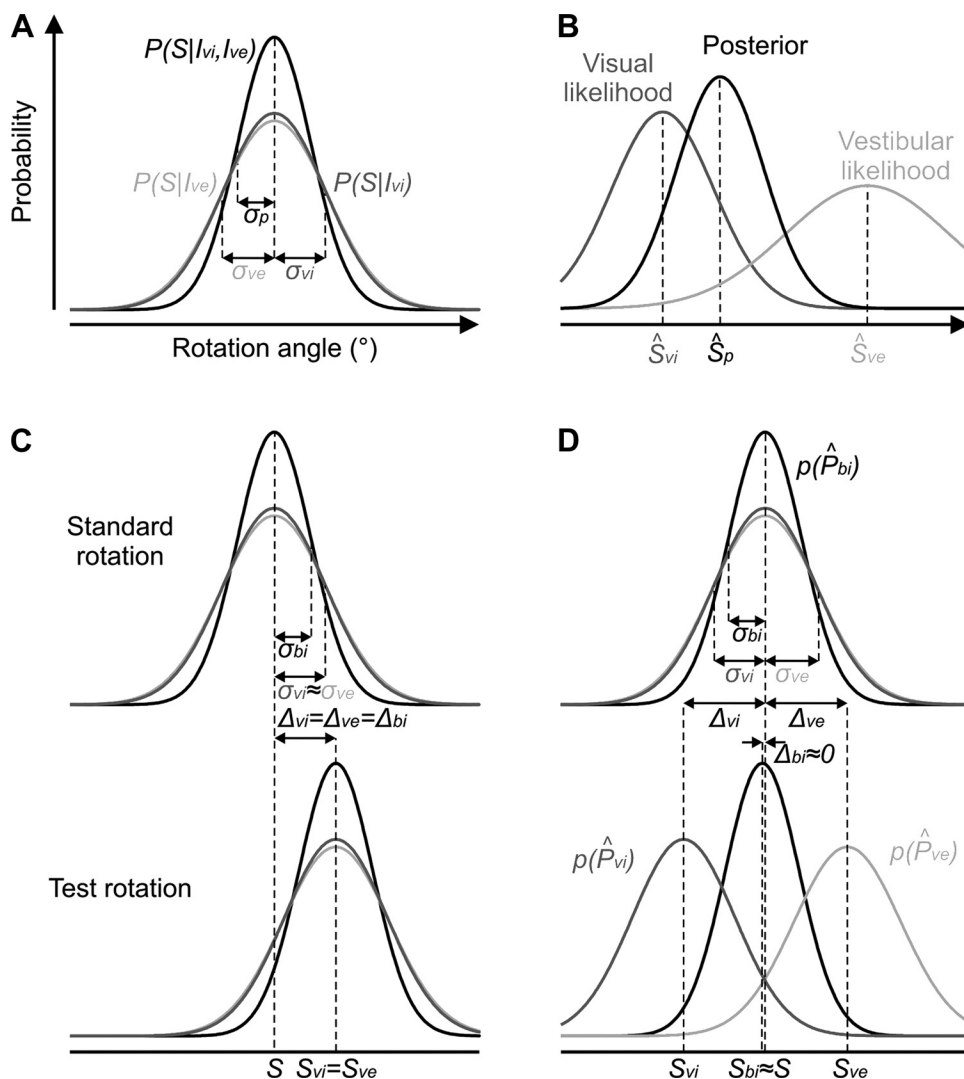 A
P(S|Ivi,Ive)
Probability
P(S|Ive)
P(S|Ivi)
σp
σve
σvi
Rotation angle (°)
B
Posterior
Visual
likelihood
Vestibular
likelihood
Ŝvi
Ŝp
Ŝve
C
Standard
rotation
σbi
σvi≈σve
Δvi=Δve=Δbi
Test rotation
S
Svi=Sve
D
p(P̂bi)
σbi
σvi
σve
Δvi
Δve
Δbi≈0
p(P̂vi)
p(P̂ve)
Svi
Sbi≈S
Sve